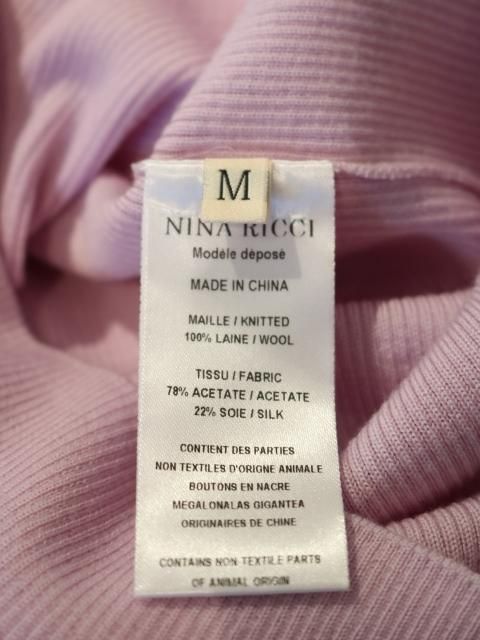 M
NINA RICCI
Modèle déposé
MADE IN CHINA
MAILLE / KNITTED
100% LAINE / WOOL
TISSU / FABRIC
78% ACETATE / ACETATE
22% SOIE / SILK
CONTIENT DES PARTIES
NON TEXTILES D'ORIGNE ANIMALE
BOUTONS EN NACRE
MEGALONALAS GIGANTEA
ORIGINAIRES DE CHINE
CONTAINS NON TEXTILE PARTS
OF ANIMAL ORIGIN